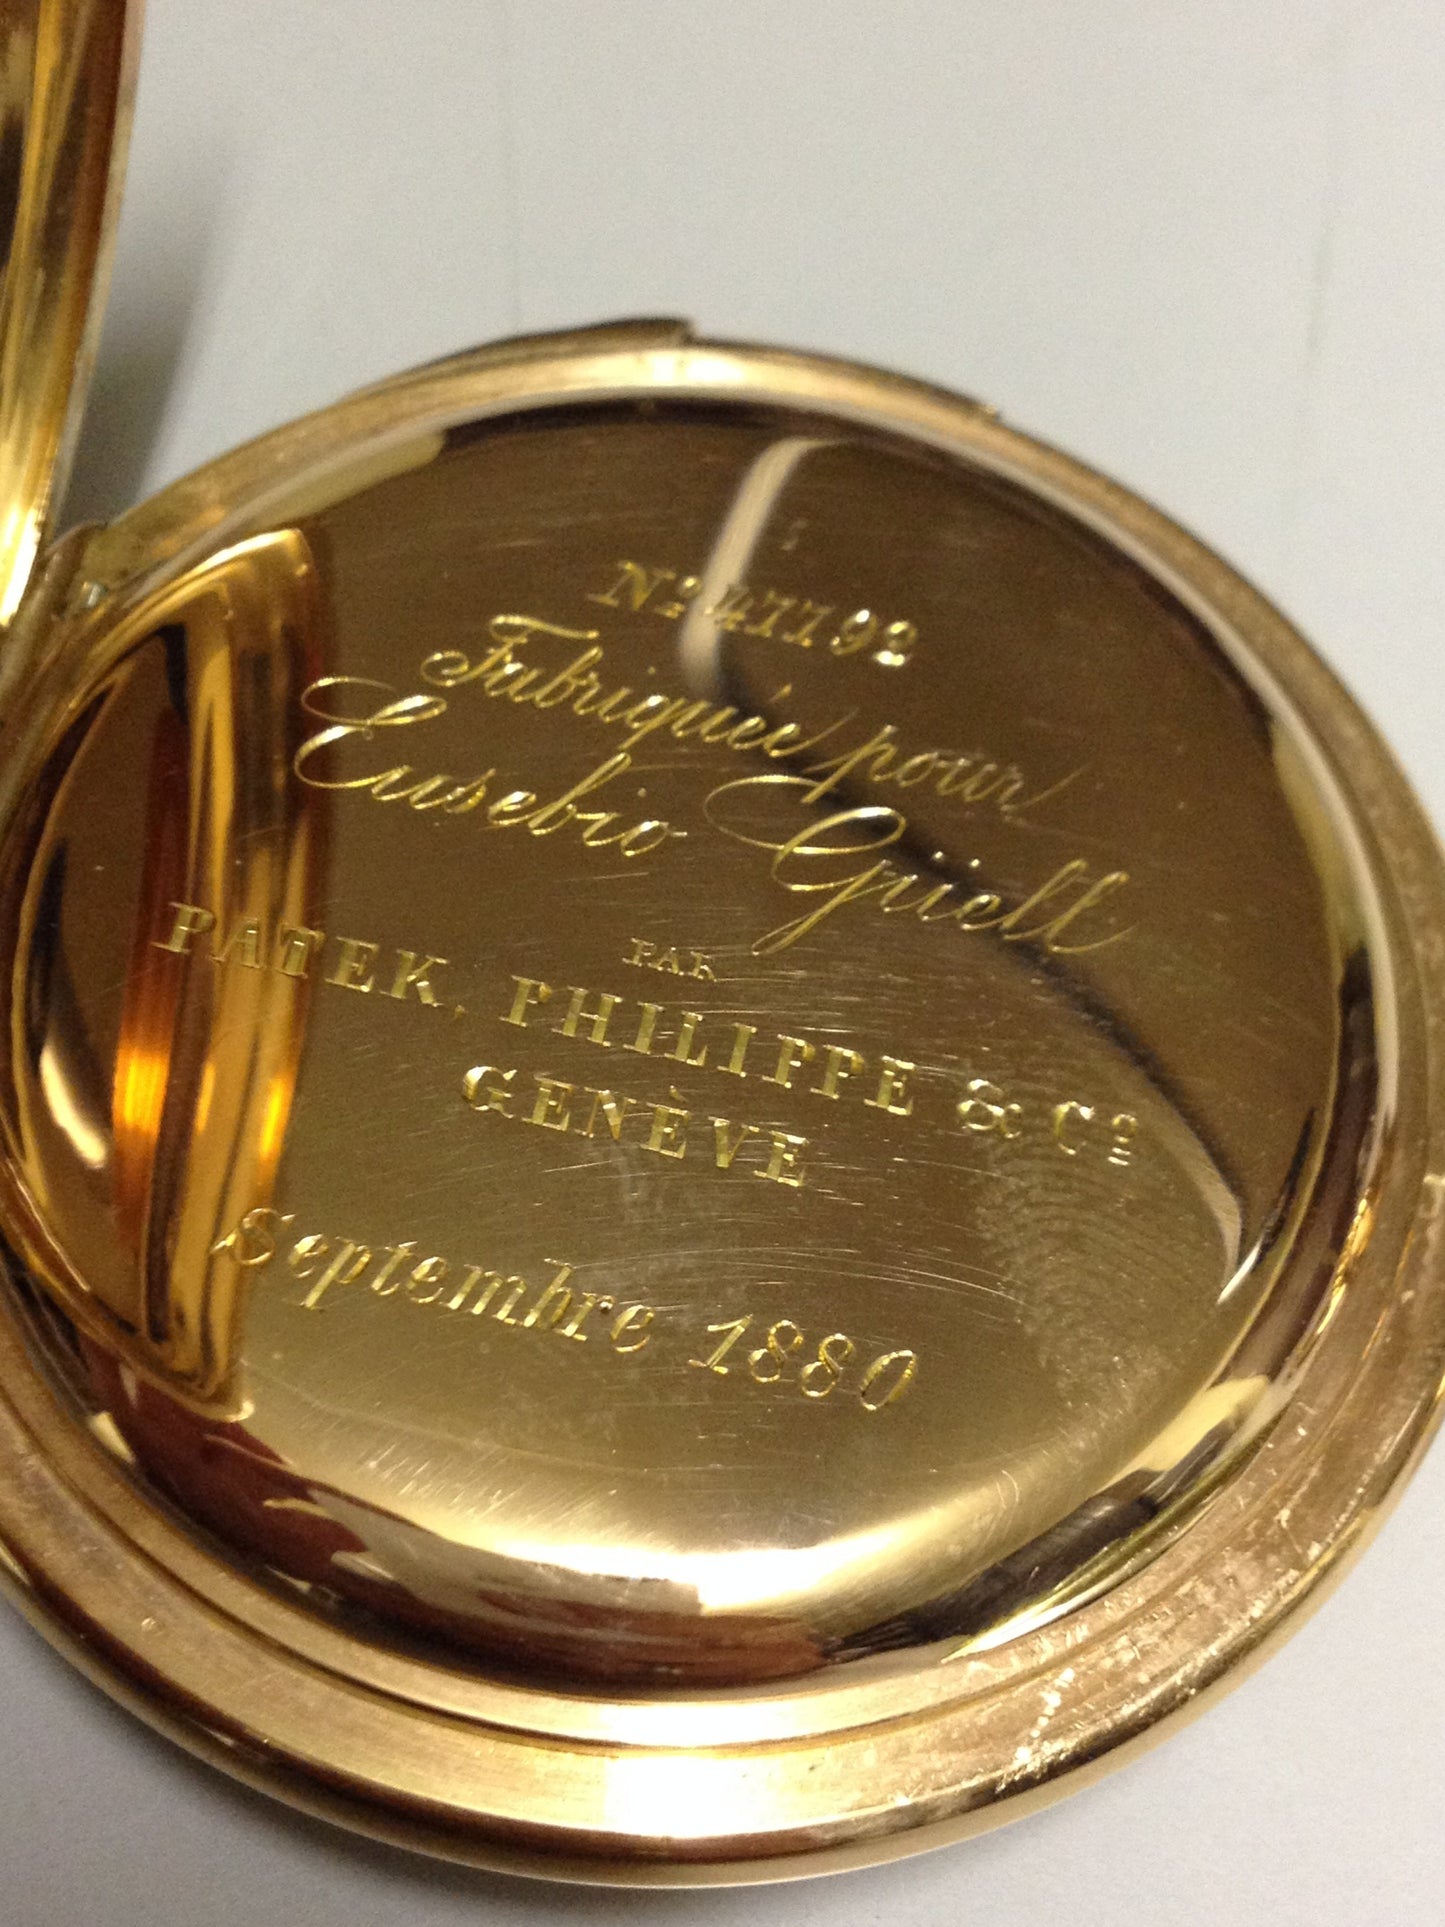 Nº 47792
Fabriquée pour
Eusebio Güell
PAR
PATEK, PHILIPPE & Cº
GENÈVE
Septembre 1880